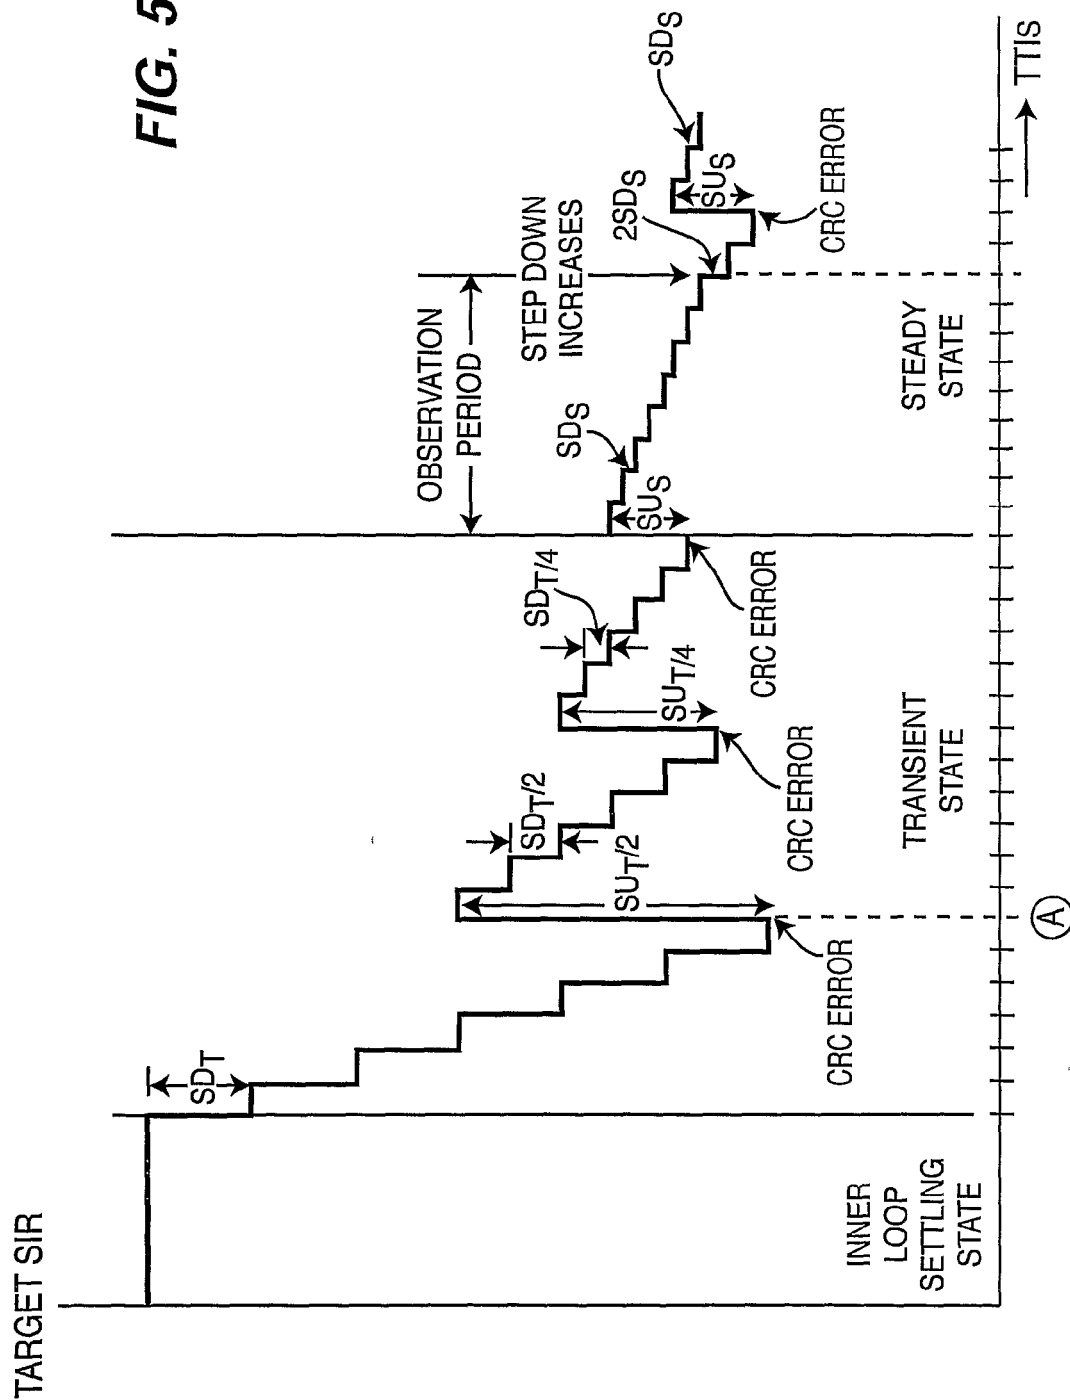 FIG. 5
TARGET SIR
SDT
SUT/2
SDT/2
SUT/4
SDT/4
SUS
SDS
OBSERVATION
PERIOD
STEP DOWN
INCREASES
2SDS
SUS
SDS
CRC ERROR
CRC ERROR
CRC ERROR
CRC ERROR
INNER
LOOP
SETTLING
STATE
TRANSIENT
STATE
STEADY
STATE
TTIS
A